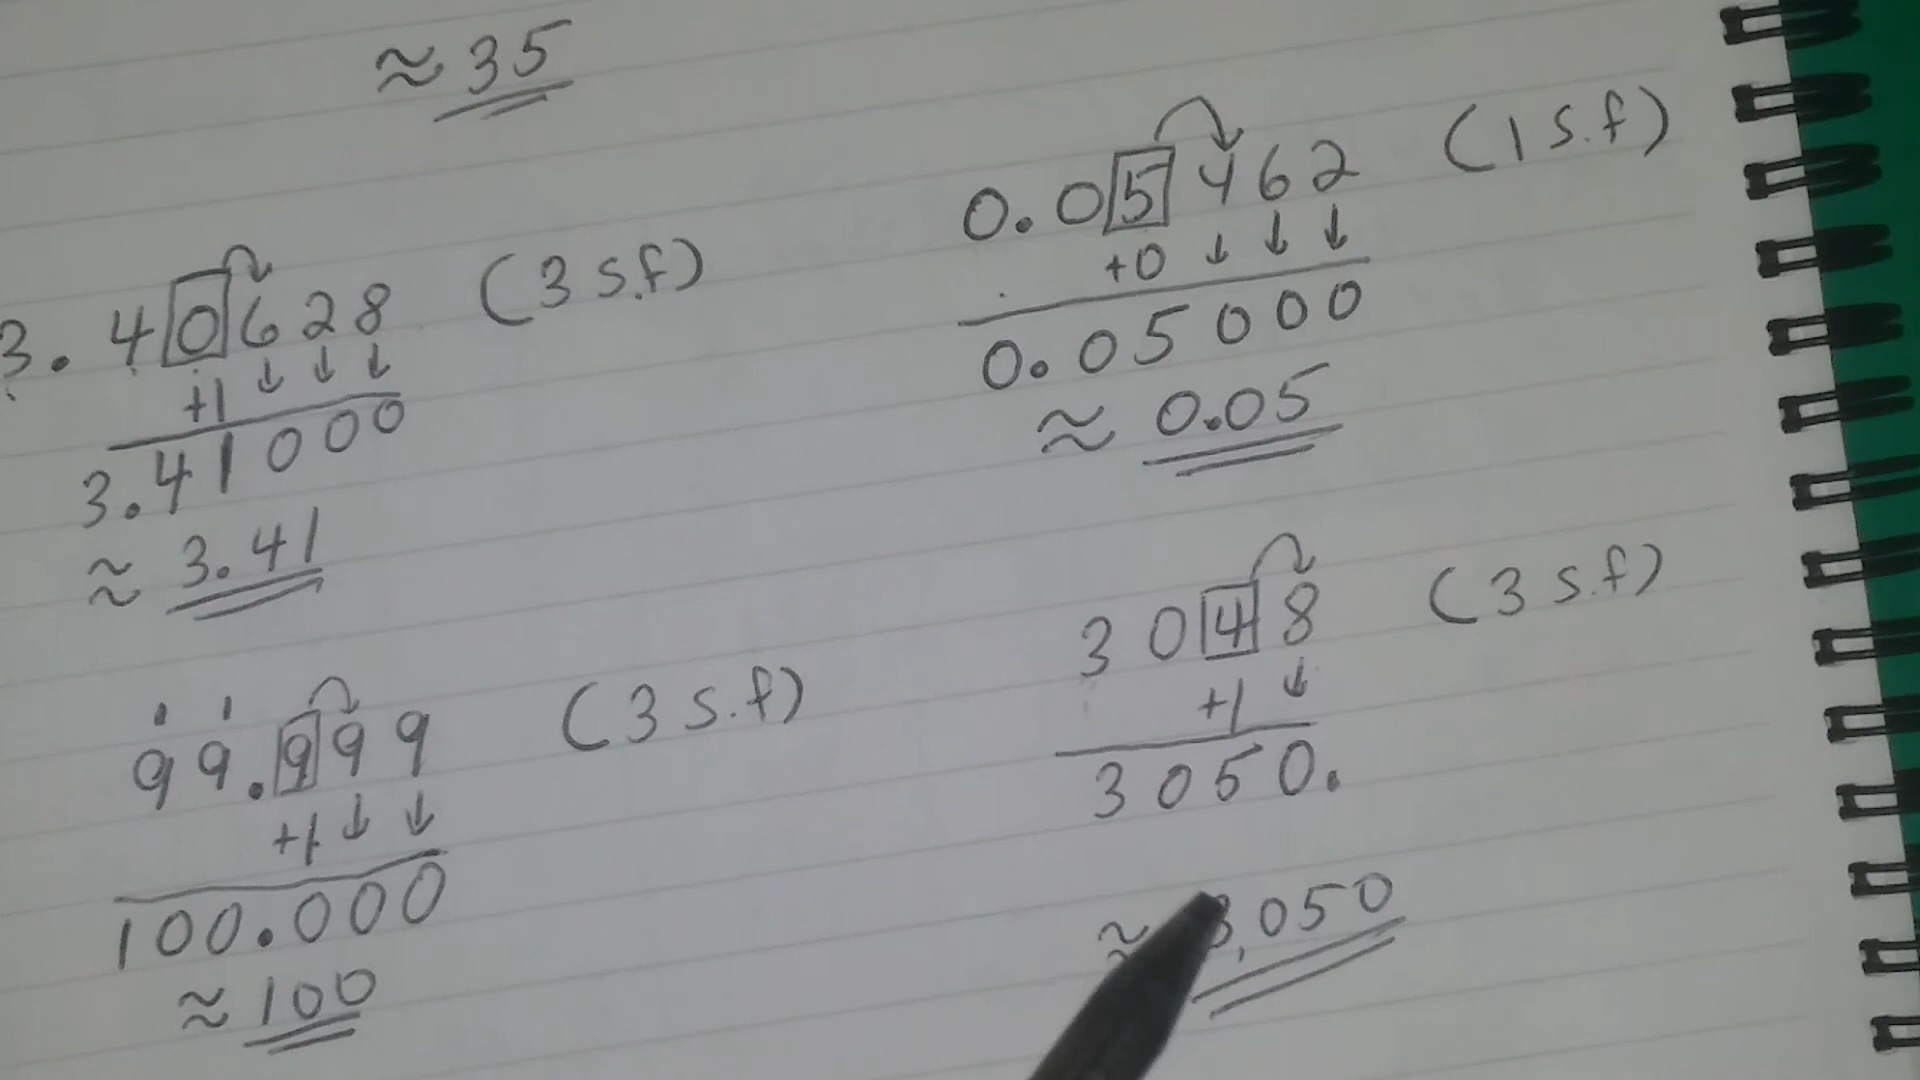 ≈ 35
3.40628 (3 s.f)
+1 ↓ ↓ ↓
3.41000
≈ 3.41
99.999 (3 s.f)
+1 ↓ ↓
100.000
≈ 100
0.05462 (1 s.f)
+0 ↓ ↓ ↓
0.05000
≈ 0.05
3048 (3 s.f)
+1 ↓
3050.
≈ 3,050